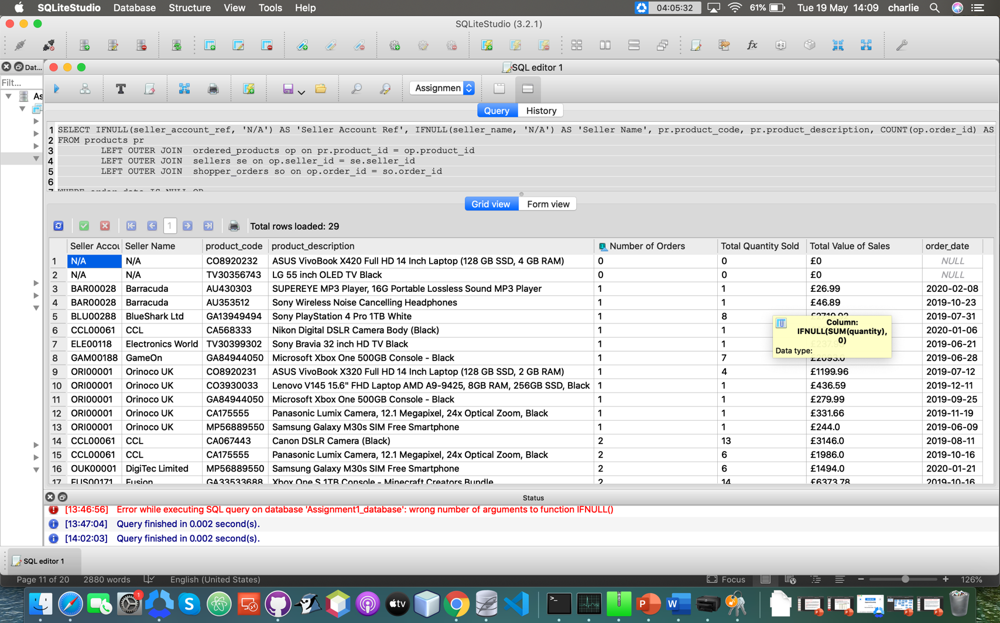 SQLiteStudio Database Structure View Tools Help 04:05:32 61% Tue 19 May 14:09 charlie
SQLiteStudio (3.2.1)
Dat... SQL editor 1
Filt...
Assignmen
As
Query History
1 SELECT IFNULL(seller_account_ref, 'N/A') AS 'Seller Account Ref', IFNULL(seller_name, 'N/A') AS 'Seller Name', pr.product_code, pr.product_description, COUNT(op.order_id) AS
2 FROM products pr
3 LEFT OUTER JOIN ordered_products op on pr.product_id = op.product_id
4 LEFT OUTER JOIN sellers se on op.seller_id = se.seller_id
5 LEFT OUTER JOIN shopper_orders so on op.order_id = so.order_id
6
7 WHERE order_date IS NULL OR
Grid view Form view
1 Total rows loaded: 29
Seller Accou Seller Name product_code product_description Number of Orders Total Quantity Sold Total Value of Sales order_date
1 N/A N/A CO8920232 ASUS VivoBook X420 Full HD 14 Inch Laptop (128 GB SSD, 4 GB RAM) 0 0 £0 NULL
2 N/A N/A TV30356743 LG 55 inch OLED TV Black 0 0 £0 NULL
3 BAR00028 Barracuda AU430303 SUPEREYE MP3 Player, 16G Portable Lossless Sound MP3 Player 1 1 £26.99 2020-02-08
4 BAR00028 Barracuda AU353512 Sony Wireless Noise Cancelling Headphones 1 1 £46.89 2019-10-23
5 BLU00288 BlueShark Ltd GA13949494 Sony PlayStation 4 Pro 1TB White 1 8 2019-07-31
6 CCL00061 CCL CA568333 Nikon Digital DSLR Camera Body (Black) 1 1 2020-01-06
7 ELE00118 Electronics World TV30399302 Sony Bravia 32 inch HD TV Black 1 1 2019-06-21
8 GAM00188 GameOn GA84944050 Microsoft Xbox One 500GB Console - Black 1 7 £2093.0 2019-06-28
Column:
IFNULL(SUM(quantity),
0)
Data type:
9 ORI00001 Orinoco UK CO8920231 ASUS VivoBook X320 Full HD 14 Inch Laptop (128 GB SSD, 2 GB RAM) 1 4 £1199.96 2019-07-12
10 ORI00001 Orinoco UK CO3930033 Lenovo V145 15.6" FHD Laptop AMD A9-9425, 8GB RAM, 256GB SSD, Black 1 1 £436.59 2019-12-11
11 ORI00001 Orinoco UK GA84944050 Microsoft Xbox One 500GB Console - Black 1 1 £279.99 2019-09-25
12 ORI00001 Orinoco UK CA175555 Panasonic Lumix Camera, 12.1 Megapixel, 24x Optical Zoom, Black 1 1 £331.66 2019-11-19
13 ORI00001 Orinoco UK MP56889550 Samsung Galaxy M30s SIM Free Smartphone 1 1 £244.0 2019-06-09
14 CCL00061 CCL CA067443 Canon DSLR Camera (Black) 2 13 £3146.0 2019-08-11
15 CCL00061 CCL CA175555 Panasonic Lumix Camera, 12.1 Megapixel, 24x Optical Zoom, Black 2 6 £1986.0 2019-10-16
16 OUK00001 DigiTec Limited MP56889550 Samsung Galaxy M30s SIM Free Smartphone 2 6 £1494.0 2020-01-21
17 FUS00171 Fusion GA33533688 Xbox One S 1TB Console - Minecraft Creators Bundle 2 14 £6373.78 2019-10-16
Status
[13:46:56] Error while executing SQL query on database 'Assignment1_database': wrong number of arguments to function IFNULL()
[13:47:04] Query finished in 0.002 second(s).
[14:02:03] Query finished in 0.002 second(s).
SQL editor 1
Page 11 of 20 2880 words English (United States) Focus 126%
1 tv